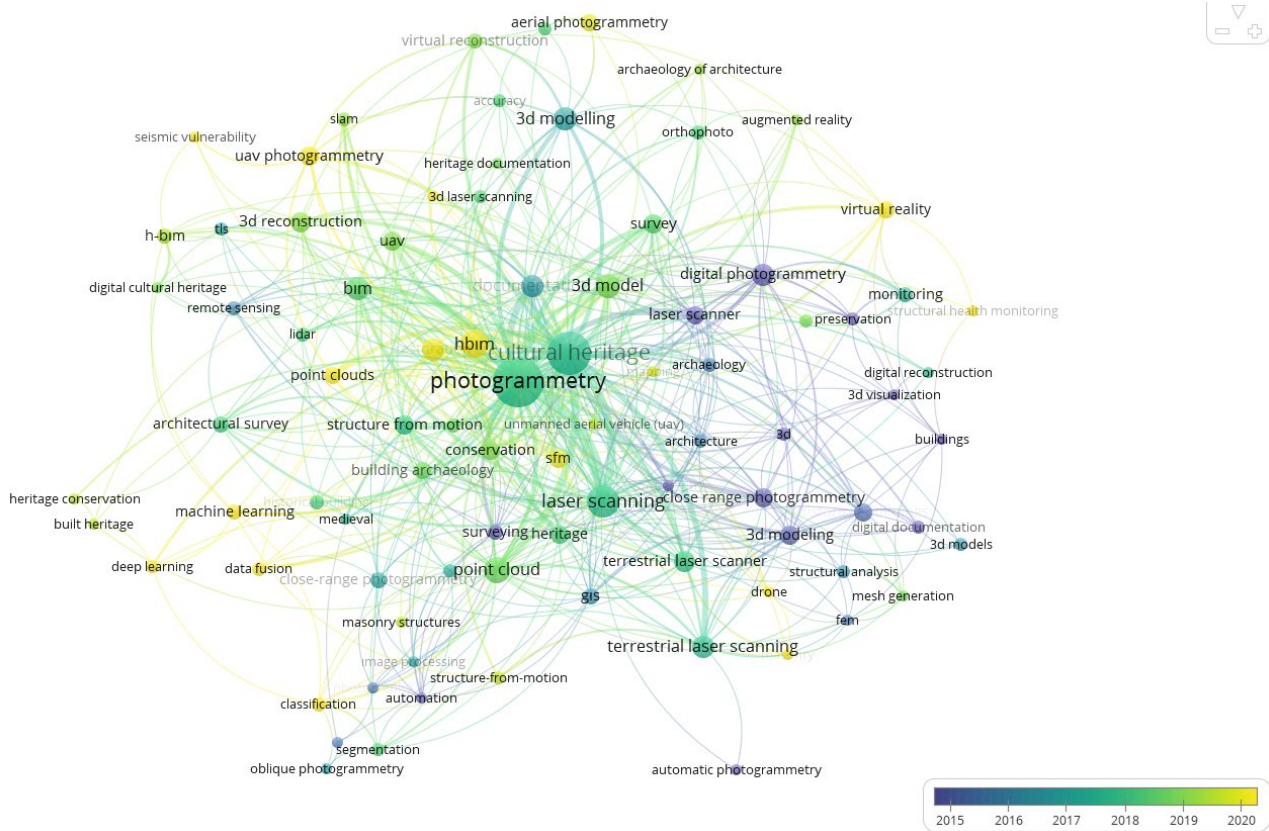 aerial photogrammetry
virtual reconstruction
archaeology of architecture
accuracy
3d modelling
slam
augmented reality
orthophoto
seismic vulnerability
uav photogrammetry
heritage documentation
3d laser scanning
virtual reality
3d reconstruction
survey
tls
h-bım
uav
digital photogrammetry
documentation
3d model
digital cultural heritage
bım
monitoring
remote sensing
structural health monitoring
laser scanner
preservation
lidar
hbım
cultural heritage
archaeology
mapping
digital reconstruction
point clouds
photogrammetry
3d visualization
architectural survey
structure from motion
unmanned aerial vehicle (uav)
3d
buildings
architecture
conservation
sfm
building archaeology
heritage conservation
laser scanning
close range photogrammetry
machine learning
built heritage
medieval
digital documentation
surveying
heritage
3d modeling
3d models
terrestrial laser scanner
deep learning
data fusion
point cloud
structural analysis
close-range photogrammetry
gıs
drone
mesh generation
masonry structures
fem
terrestrial laser scanning
image processing
structure-from-motion
automation
classification
segmentation
oblique photogrammetry
automatic photogrammetry
2015 2016 2017 2018 2019 2020